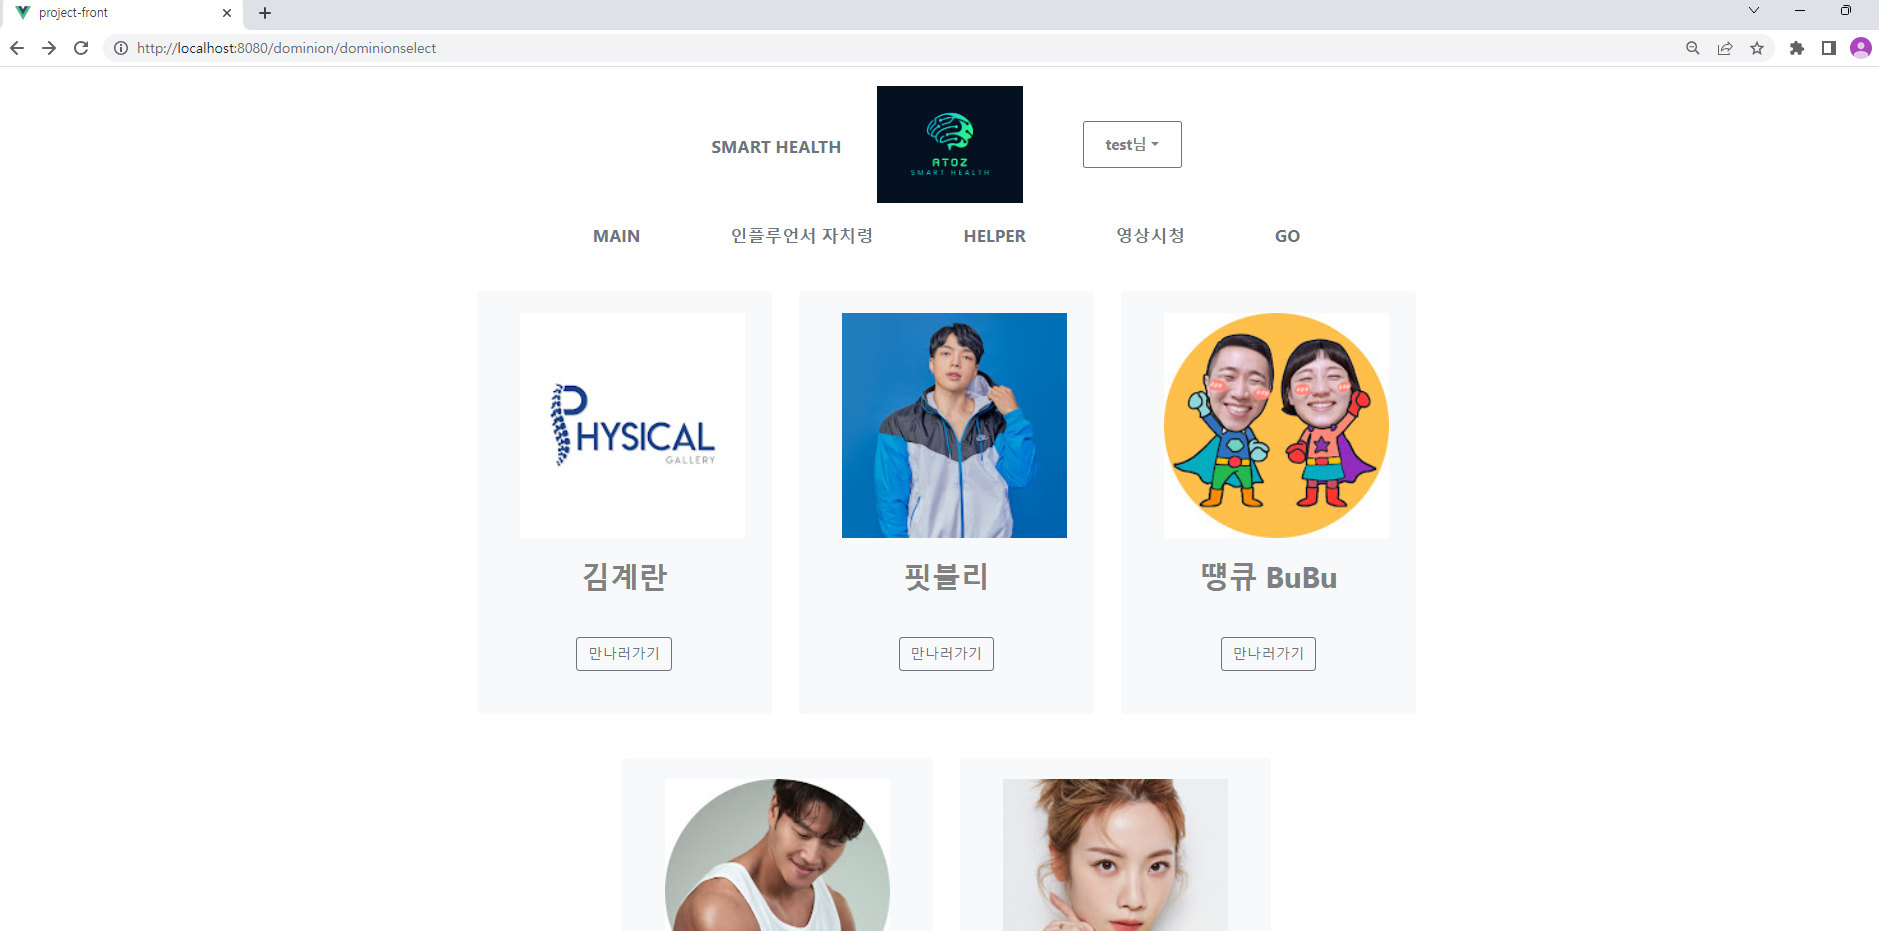 project-front
http://localhost:8080/dominion/dominionselect
SMART HEALTH
ATOZ
SMART HEALTH
test님
MAIN
인플루언서 자치령
HELPER
영상시청
GO
PHYSICAL
GALLERY
김계란
핏블리
땽큐 BuBu
만나러가기
만나러가기
만나러가기